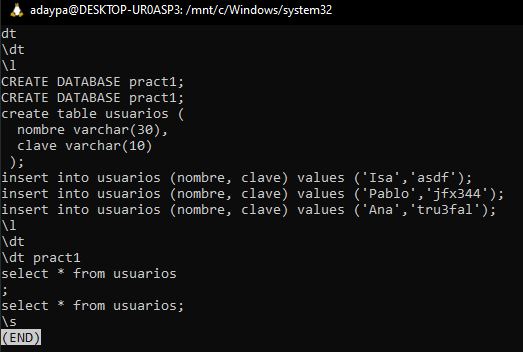 adaypa@DESKTOP-UR0ASP3: /mnt/c/Windows/system32
dt
\dt
\l
CREATE DATABASE pract1;
CREATE DATABASE pract1;
create table usuarios (
  nombre varchar(30),
  clave varchar(10)
 );
insert into usuarios (nombre, clave) values ('Isa','asdf');
insert into usuarios (nombre, clave) values ('Pablo','jfx344');
insert into usuarios (nombre, clave) values ('Ana','tru3fal');
\l
\dt
\dt pract1
select * from usuarios
;
select * from usuarios;
\s
(END)